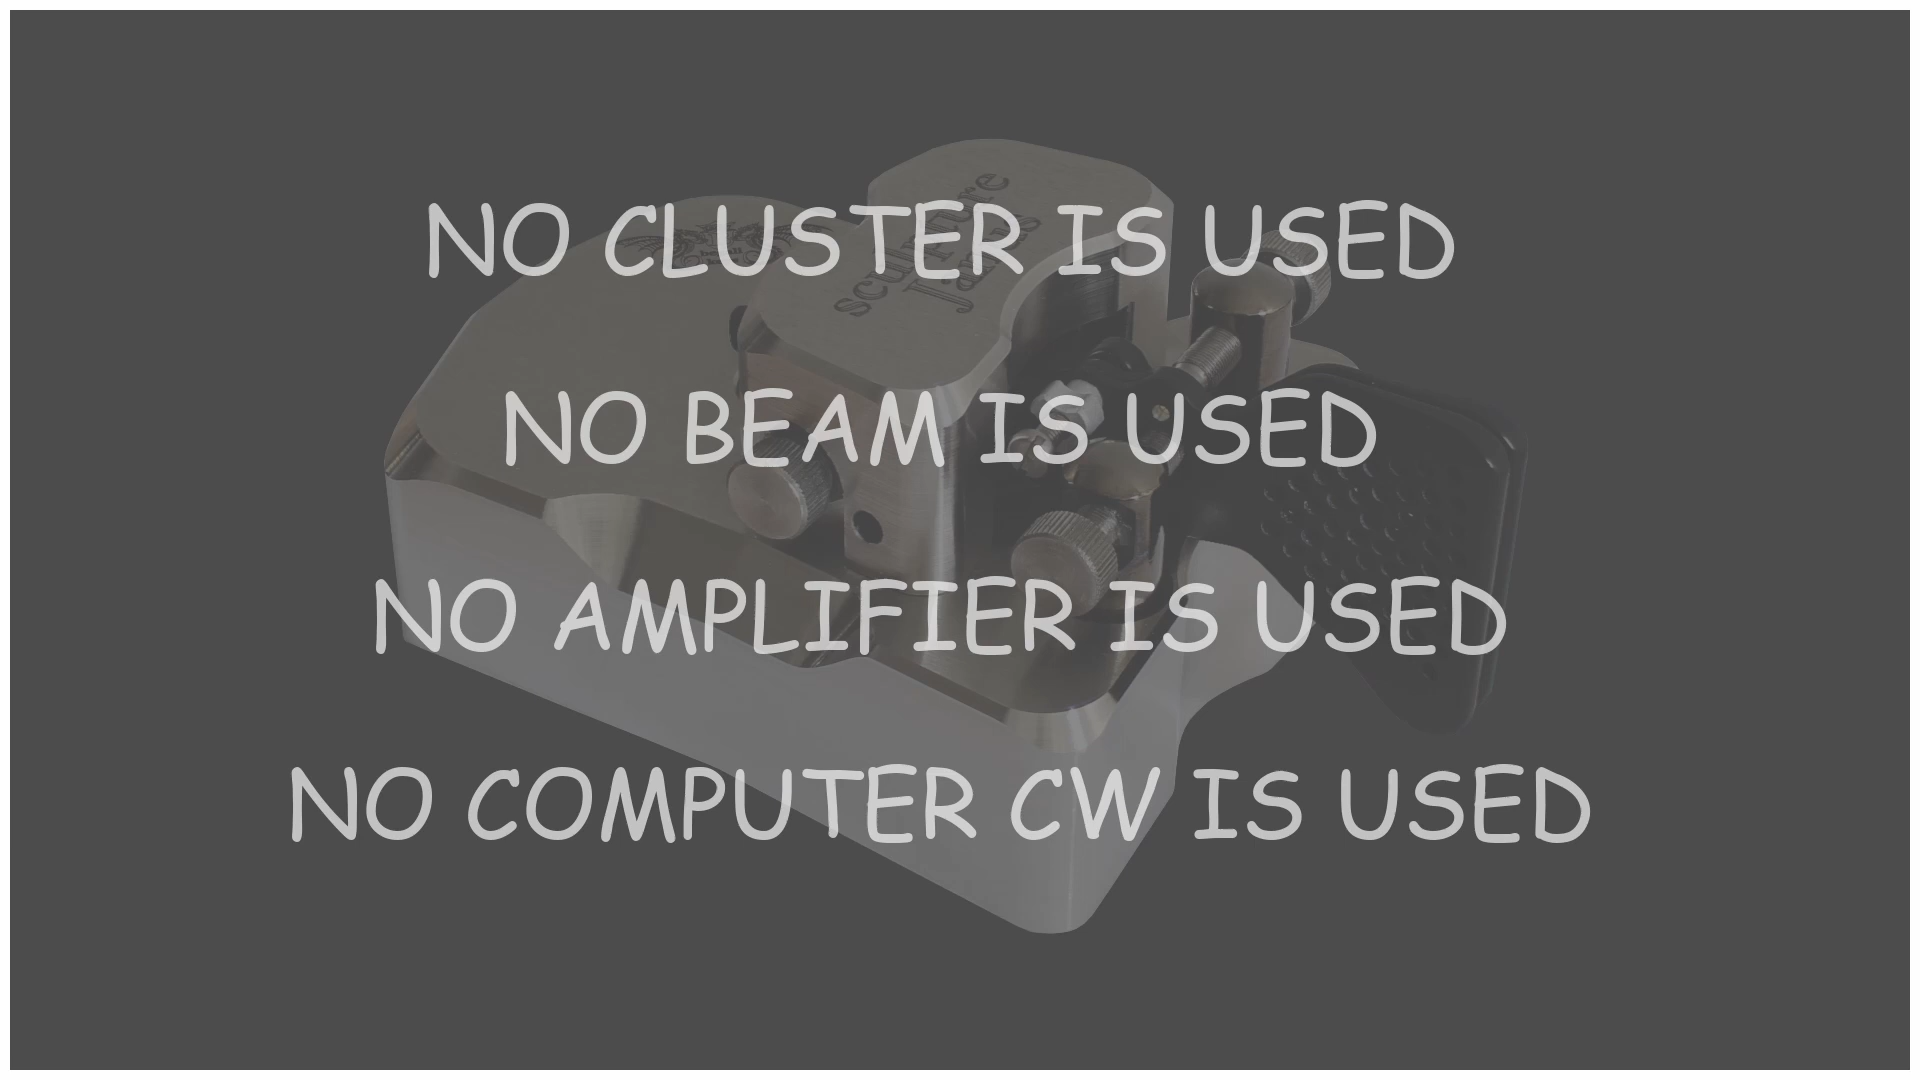 NO CLUSTER IS USED
NO BEAM IS USED
NO AMPLIFIER IS USED
NO COMPUTER CW IS USED